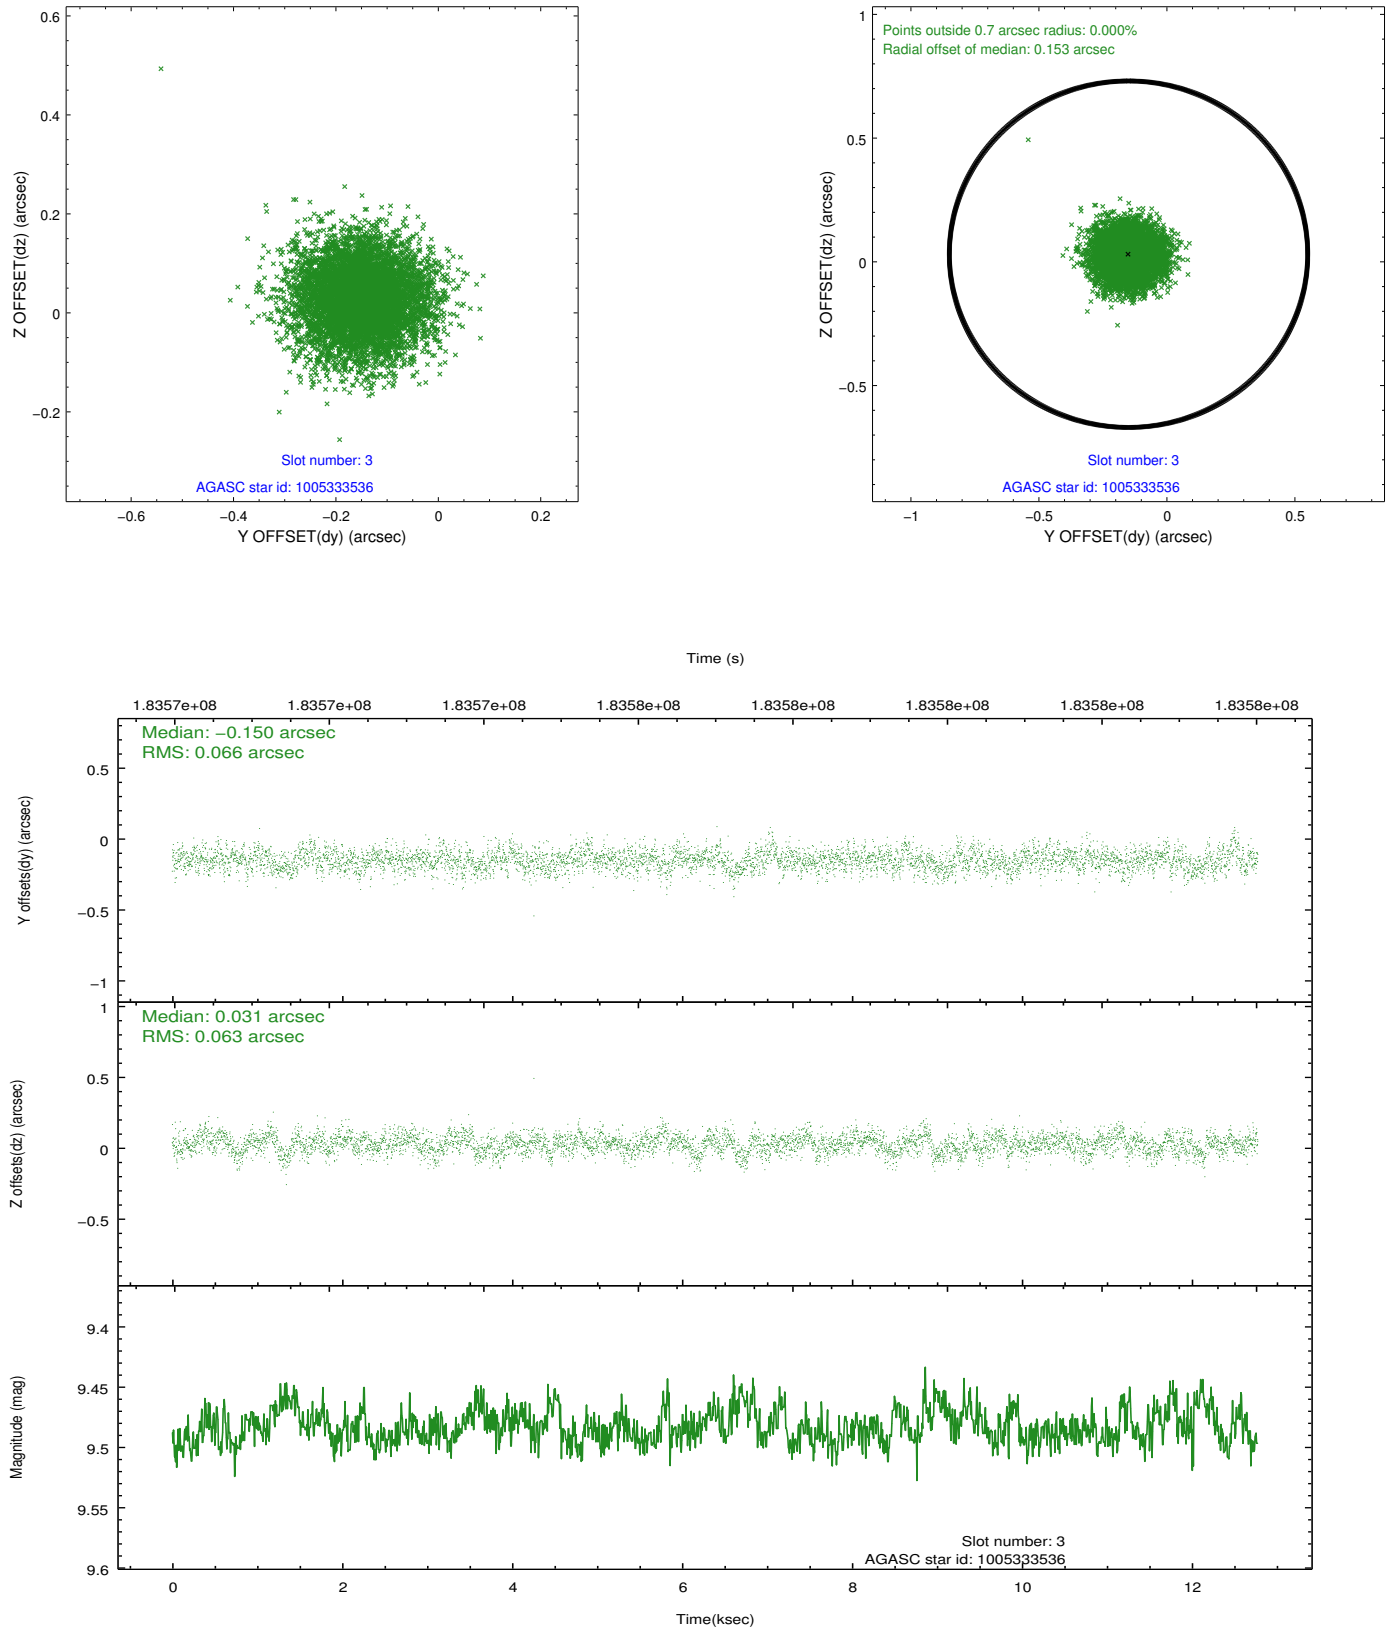 0.6
0.4
0.2
0
−0.2
Z OFFSET(dz) (arcsec)
Slot number: 3
AGASC star id: 1005333536
−0.6 −0.4 −0.2 0 0.2
Y OFFSET(dy) (arcsec)
Points outside 0.7 arcsec radius: 0.000%
Radial offset of median: 0.153 arcsec
1
0.5
0
−0.5
Z OFFSET(dz) (arcsec)
Slot number: 3
AGASC star id: 1005333536
−1 −0.5 0 0.5
Y OFFSET(dy) (arcsec)
Time (s)
1.8357e+08 1.8357e+08 1.8357e+08 1.8358e+08 1.8358e+08 1.8358e+08 1.8358e+08 1.8358e+08
Median: −0.150 arcsec
RMS: 0.066 arcsec
0.5
0
−0.5
−1
Y offsets(dy) (arcsec)
Median: 0.031 arcsec
RMS: 0.063 arcsec
1
0.5
0
−0.5
Z offsets(dz) (arcsec)
9.4
9.45
9.5
9.55
9.6
Magnitude (mag)
Slot number: 3
AGASC star id: 1005333536
0 2 4 6 8 10 12
Time(ksec)